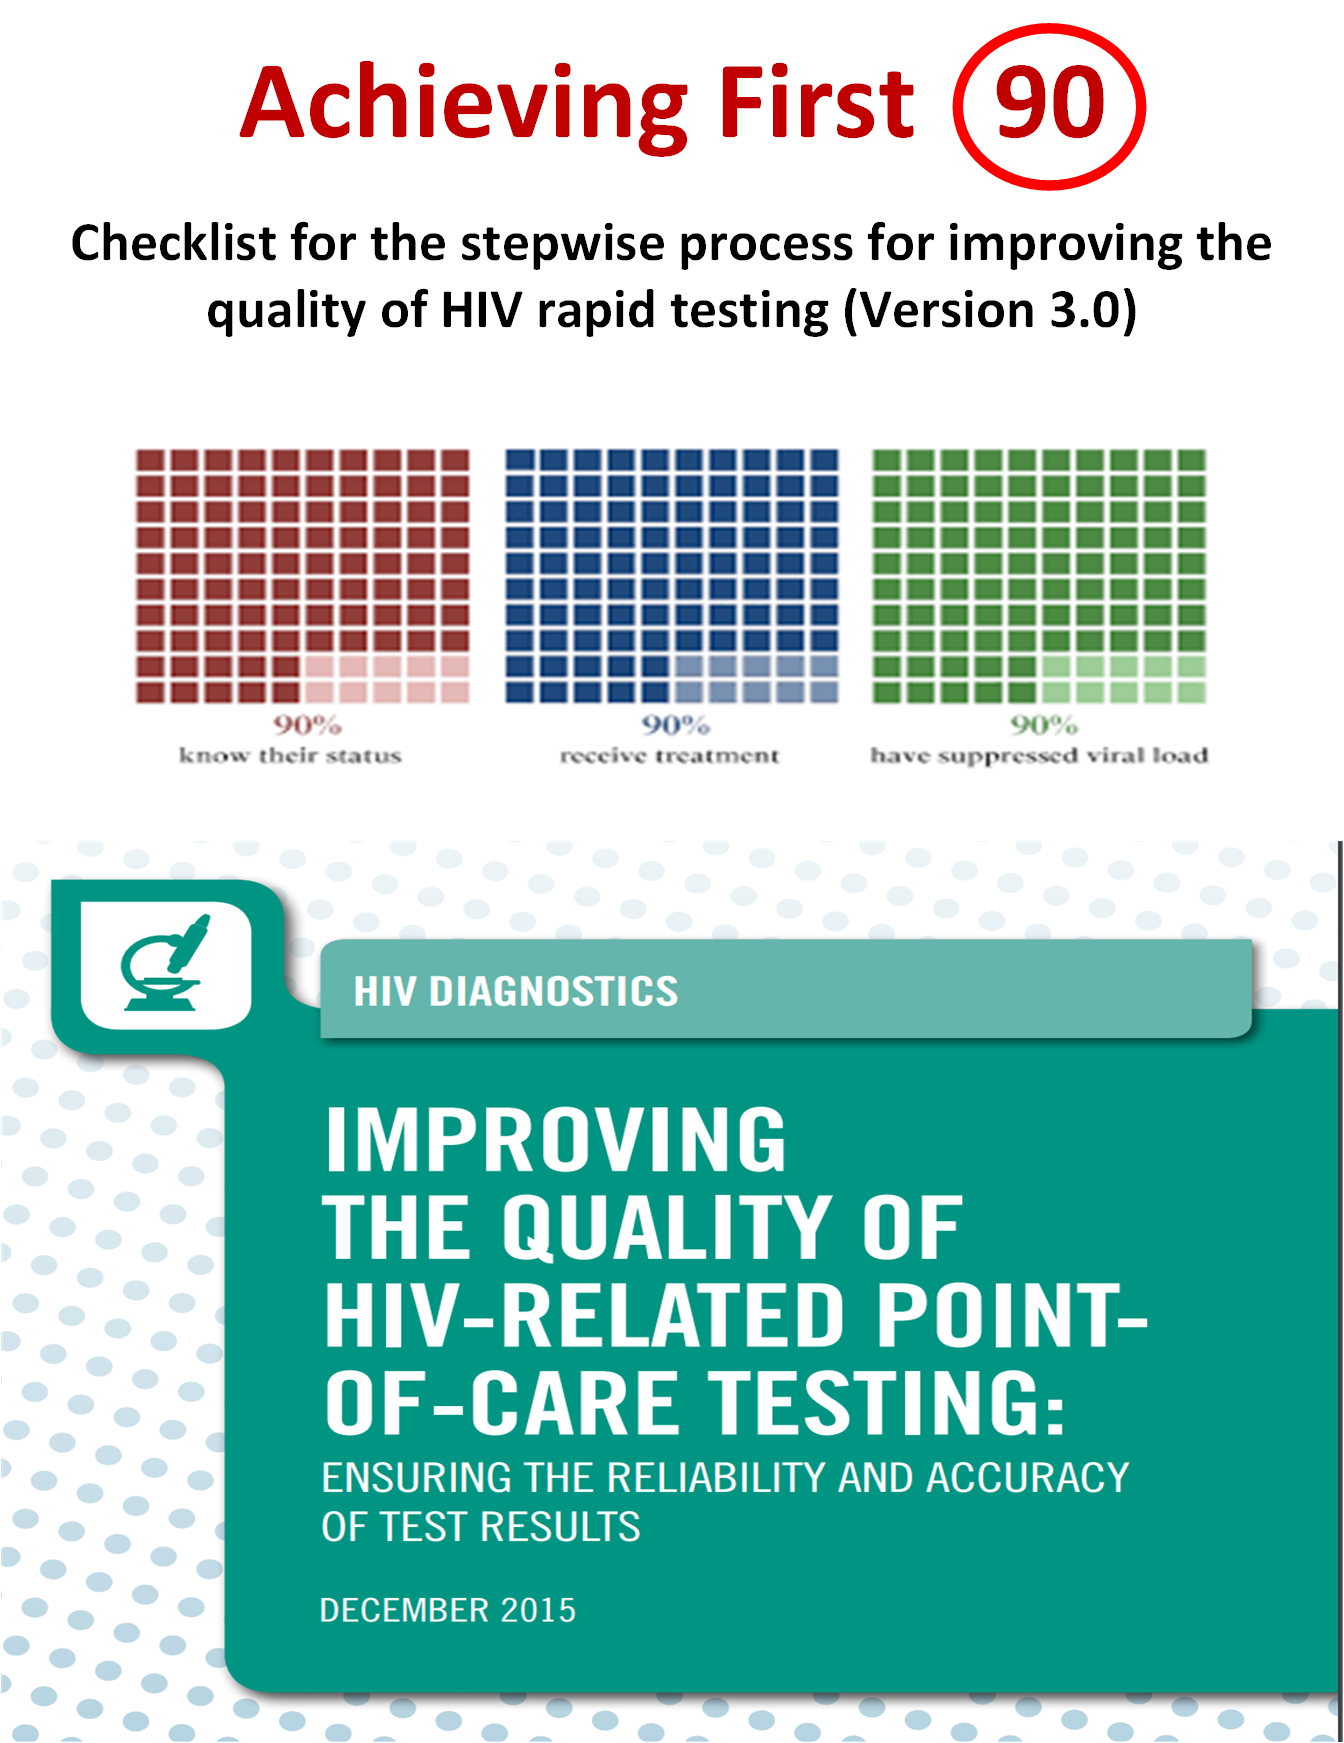 Achieving First 90
Checklist for the stepwise process for improving the
quality of HIV rapid testing (Version 3.0)
90%
know their status
90%
receive treatment
90%
have suppressed viral load
HIV DIAGNOSTICS
IMPROVING
THE QUALITY OF
HIV-RELATED POINT-
OF-CARE TESTING:
ENSURING THE RELIABILITY AND ACCURACY
OF TEST RESULTS
DECEMBER 2015